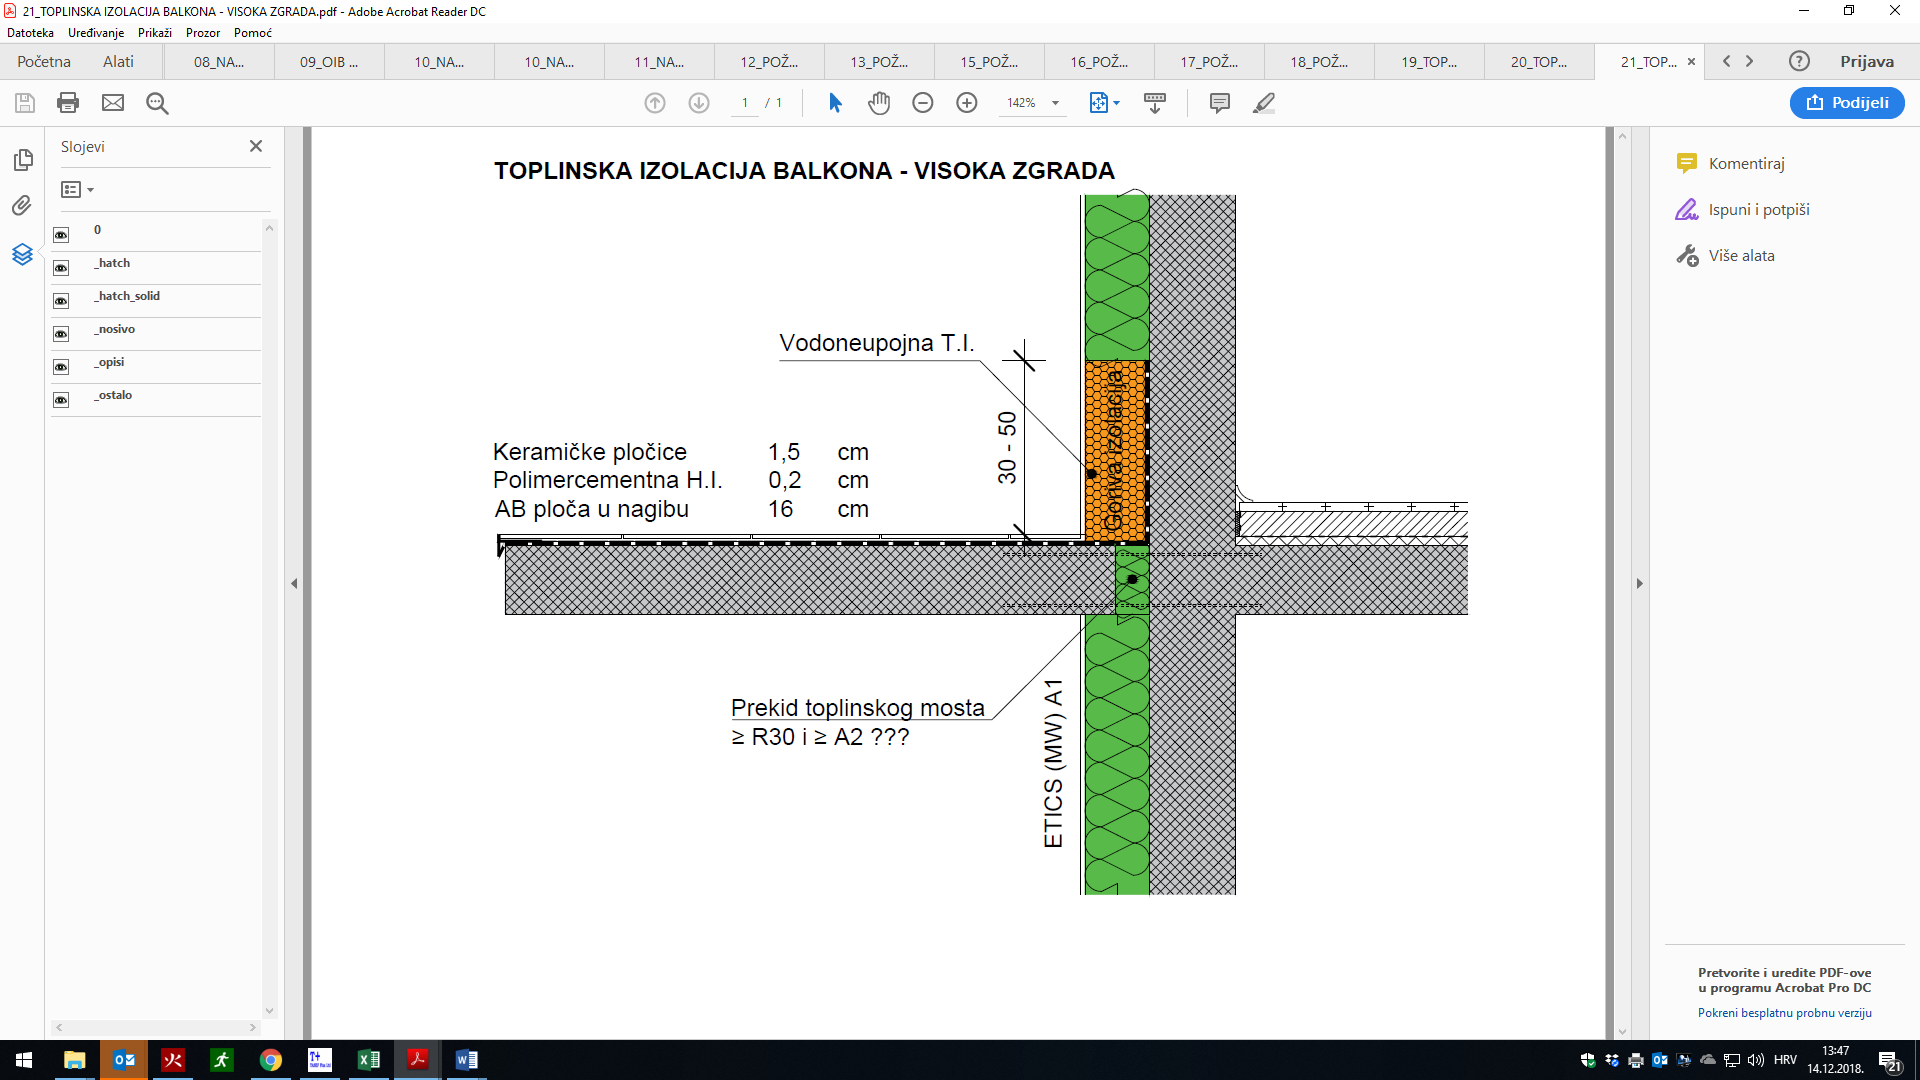 21_TOPLINSKA IZOLACIJA BALKONA - VISOKA ZGRADA.pdf - Adobe Acrobat Reader DC
Datoteka Uređivanje Prikaži Prozor Pomoć
Početna Alati 08_NA... 09_OIB ... 10_NA... 10_NA... 11_NA... 12_POŽ... 13_POŽ... 15_POŽ... 16_POŽ... 17_POŽ... 18_POŽ... 19_TOP... 20_TOP... 21_TOP... Prijava
1 / 1 142% Podijeli
Slojevi
0
_hatch
_hatch_solid
_nosivo
_opisi
_ostalo
TOPLINSKA IZOLACIJA BALKONA - VISOKA ZGRADA
Vodoneupojna T.I.
Goriva izolacija
30 - 50
Keramičke pločice 1,5 cm
Polimercementna H.I. 0,2 cm
AB ploča u nagibu 16 cm
Prekid toplinskog mosta
≥ R30 i ≥ A2 ???
ETICS (MW) A1
Komentiraj
Ispuni i potpiši
Više alata
Pretvorite i uredite PDF-ove
u programu Acrobat Pro DC
Pokreni besplatnu probnu verziju
HRV
13:47
14.12.2018.
21